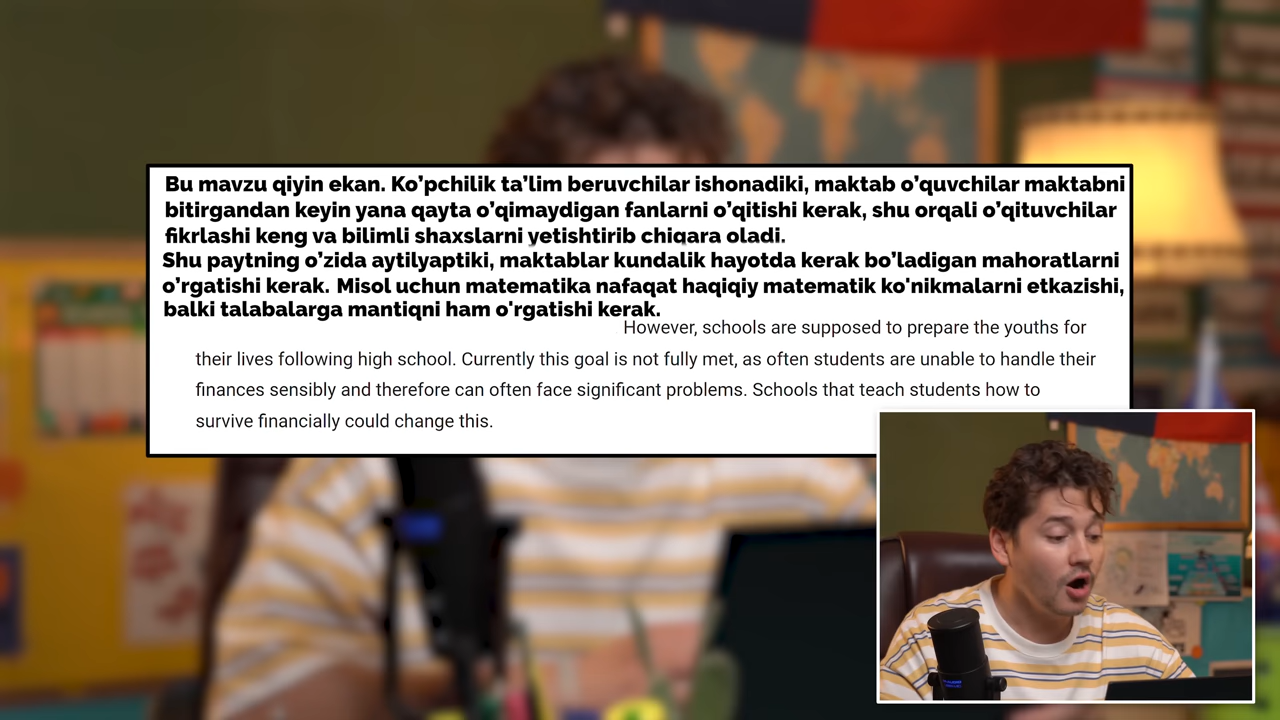 Bu mavzu qiyin ekan. Ko’pchilik ta’lim beruvchilar ishonadiki, maktab o’quvchilar maktabni
bitirgandan keyin yana qayta o’qimaydigan fanlarni o’qitishi kerak, shu orqali o’qituvchilar
fikrlashi keng va bilimli shaxslarni yetishtirib chiqara oladi.
Shu paytning o’zida aytilyaptiki, maktablar kundalik hayotda kerak bo’ladigan mahoratlarni
o’rgatishi kerak. Misol uchun matematika nafaqat haqiqiy matematik ko'nikmalarni etkazishi,
balki talabalarga mantiqni ham o'rgatishi kerak.
However, schools are supposed to prepare the youths for
their lives following high school. Currently this goal is not fully met, as often students are unable to handle their
finances sensibly and therefore can often face significant problems. Schools that teach students how to
survive financially could change this.